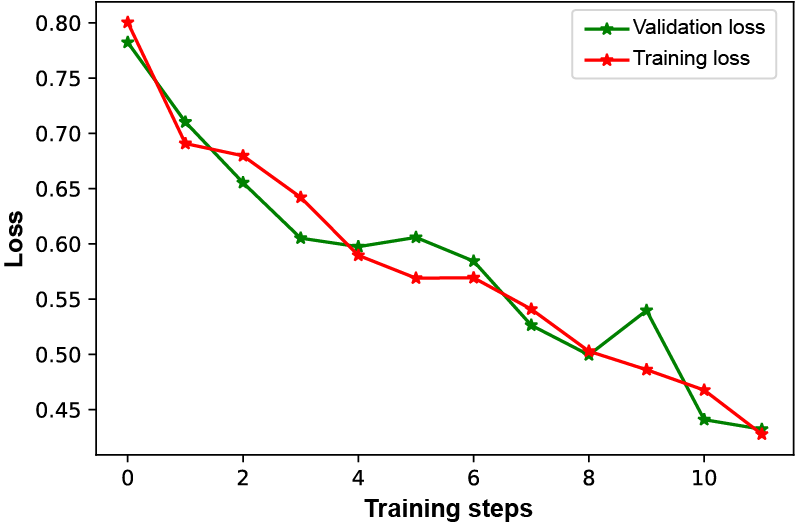 0.80
0.75
0.70
0.65
0.60
0.55
0.50
0.45
Loss
Validation loss
Training loss
0 2 4 6 8 10
Training steps